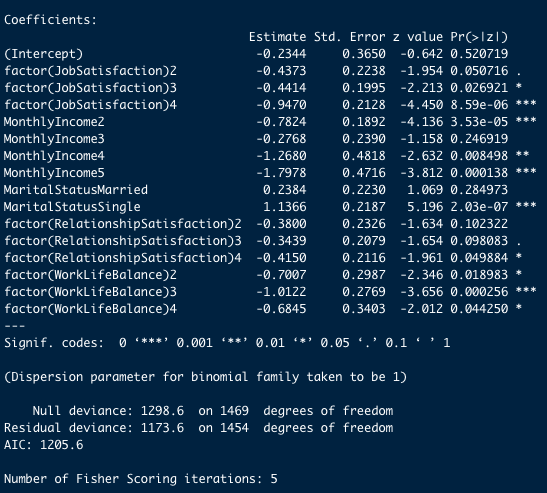 Coefficients:
                                 Estimate Std. Error z value Pr(>|z|)
(Intercept)                       -0.2344     0.3650  -0.642 0.520719
factor(JobSatisfaction)2          -0.4373     0.2238  -1.954 0.050716 .
factor(JobSatisfaction)3          -0.4414     0.1995  -2.213 0.026921 *
factor(JobSatisfaction)4          -0.9470     0.2128  -4.450 8.59e-06 ***
MonthlyIncome2                    -0.7824     0.1892  -4.136 3.53e-05 ***
MonthlyIncome3                    -0.2768     0.2390  -1.158 0.246919
MonthlyIncome4                    -1.2680     0.4818  -2.632 0.008498 **
MonthlyIncome5                    -1.7978     0.4716  -3.812 0.000138 ***
MaritalStatusMarried               0.2384     0.2230   1.069 0.284973
MaritalStatusSingle                1.1366     0.2187   5.196 2.03e-07 ***
factor(RelationshipSatisfaction)2 -0.3800     0.2326  -1.634 0.102322
factor(RelationshipSatisfaction)3 -0.3439     0.2079  -1.654 0.098083 .
factor(RelationshipSatisfaction)4 -0.4150     0.2116  -1.961 0.049884 *
factor(WorkLifeBalance)2          -0.7007     0.2987  -2.346 0.018983 *
factor(WorkLifeBalance)3          -1.0122     0.2769  -3.656 0.000256 ***
factor(WorkLifeBalance)4          -0.6845     0.3403  -2.012 0.044250 *
---
Signif. codes:  0 ‘***’ 0.001 ‘**’ 0.01 ‘*’ 0.05 ‘.’ 0.1 ‘ ’ 1
(Dispersion parameter for binomial family taken to be 1)
    Null deviance: 1298.6  on 1469  degrees of freedom
Residual deviance: 1173.6  on 1454  degrees of freedom
AIC: 1205.6
Number of Fisher Scoring iterations: 5